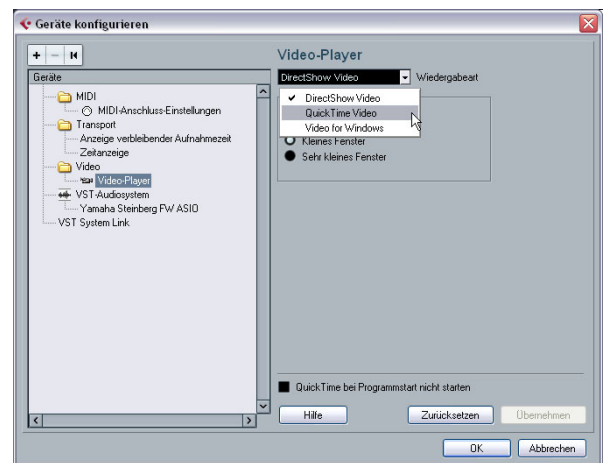 Geräte konfigurieren
Video-Player
Geräte
MIDI
MIDI-Anschluss-Einstellungen
Transport
Anzeige verbleibender Aufnahmezeit
Zeitanzeige
Video
Video-Player
VST-Audiosystem
Yamaha Steinberg FW ASIO
VST System Link
DirectShow Video
Wiedergabeart
DirectShow Video
QuickTime Video
Video for Windows
Kleines Fenster
Sehr kleines Fenster
QuickTime bei Programmstart nicht starten
Hilfe
Zurücksetzen
Übernehmen
OK
Abbrechen